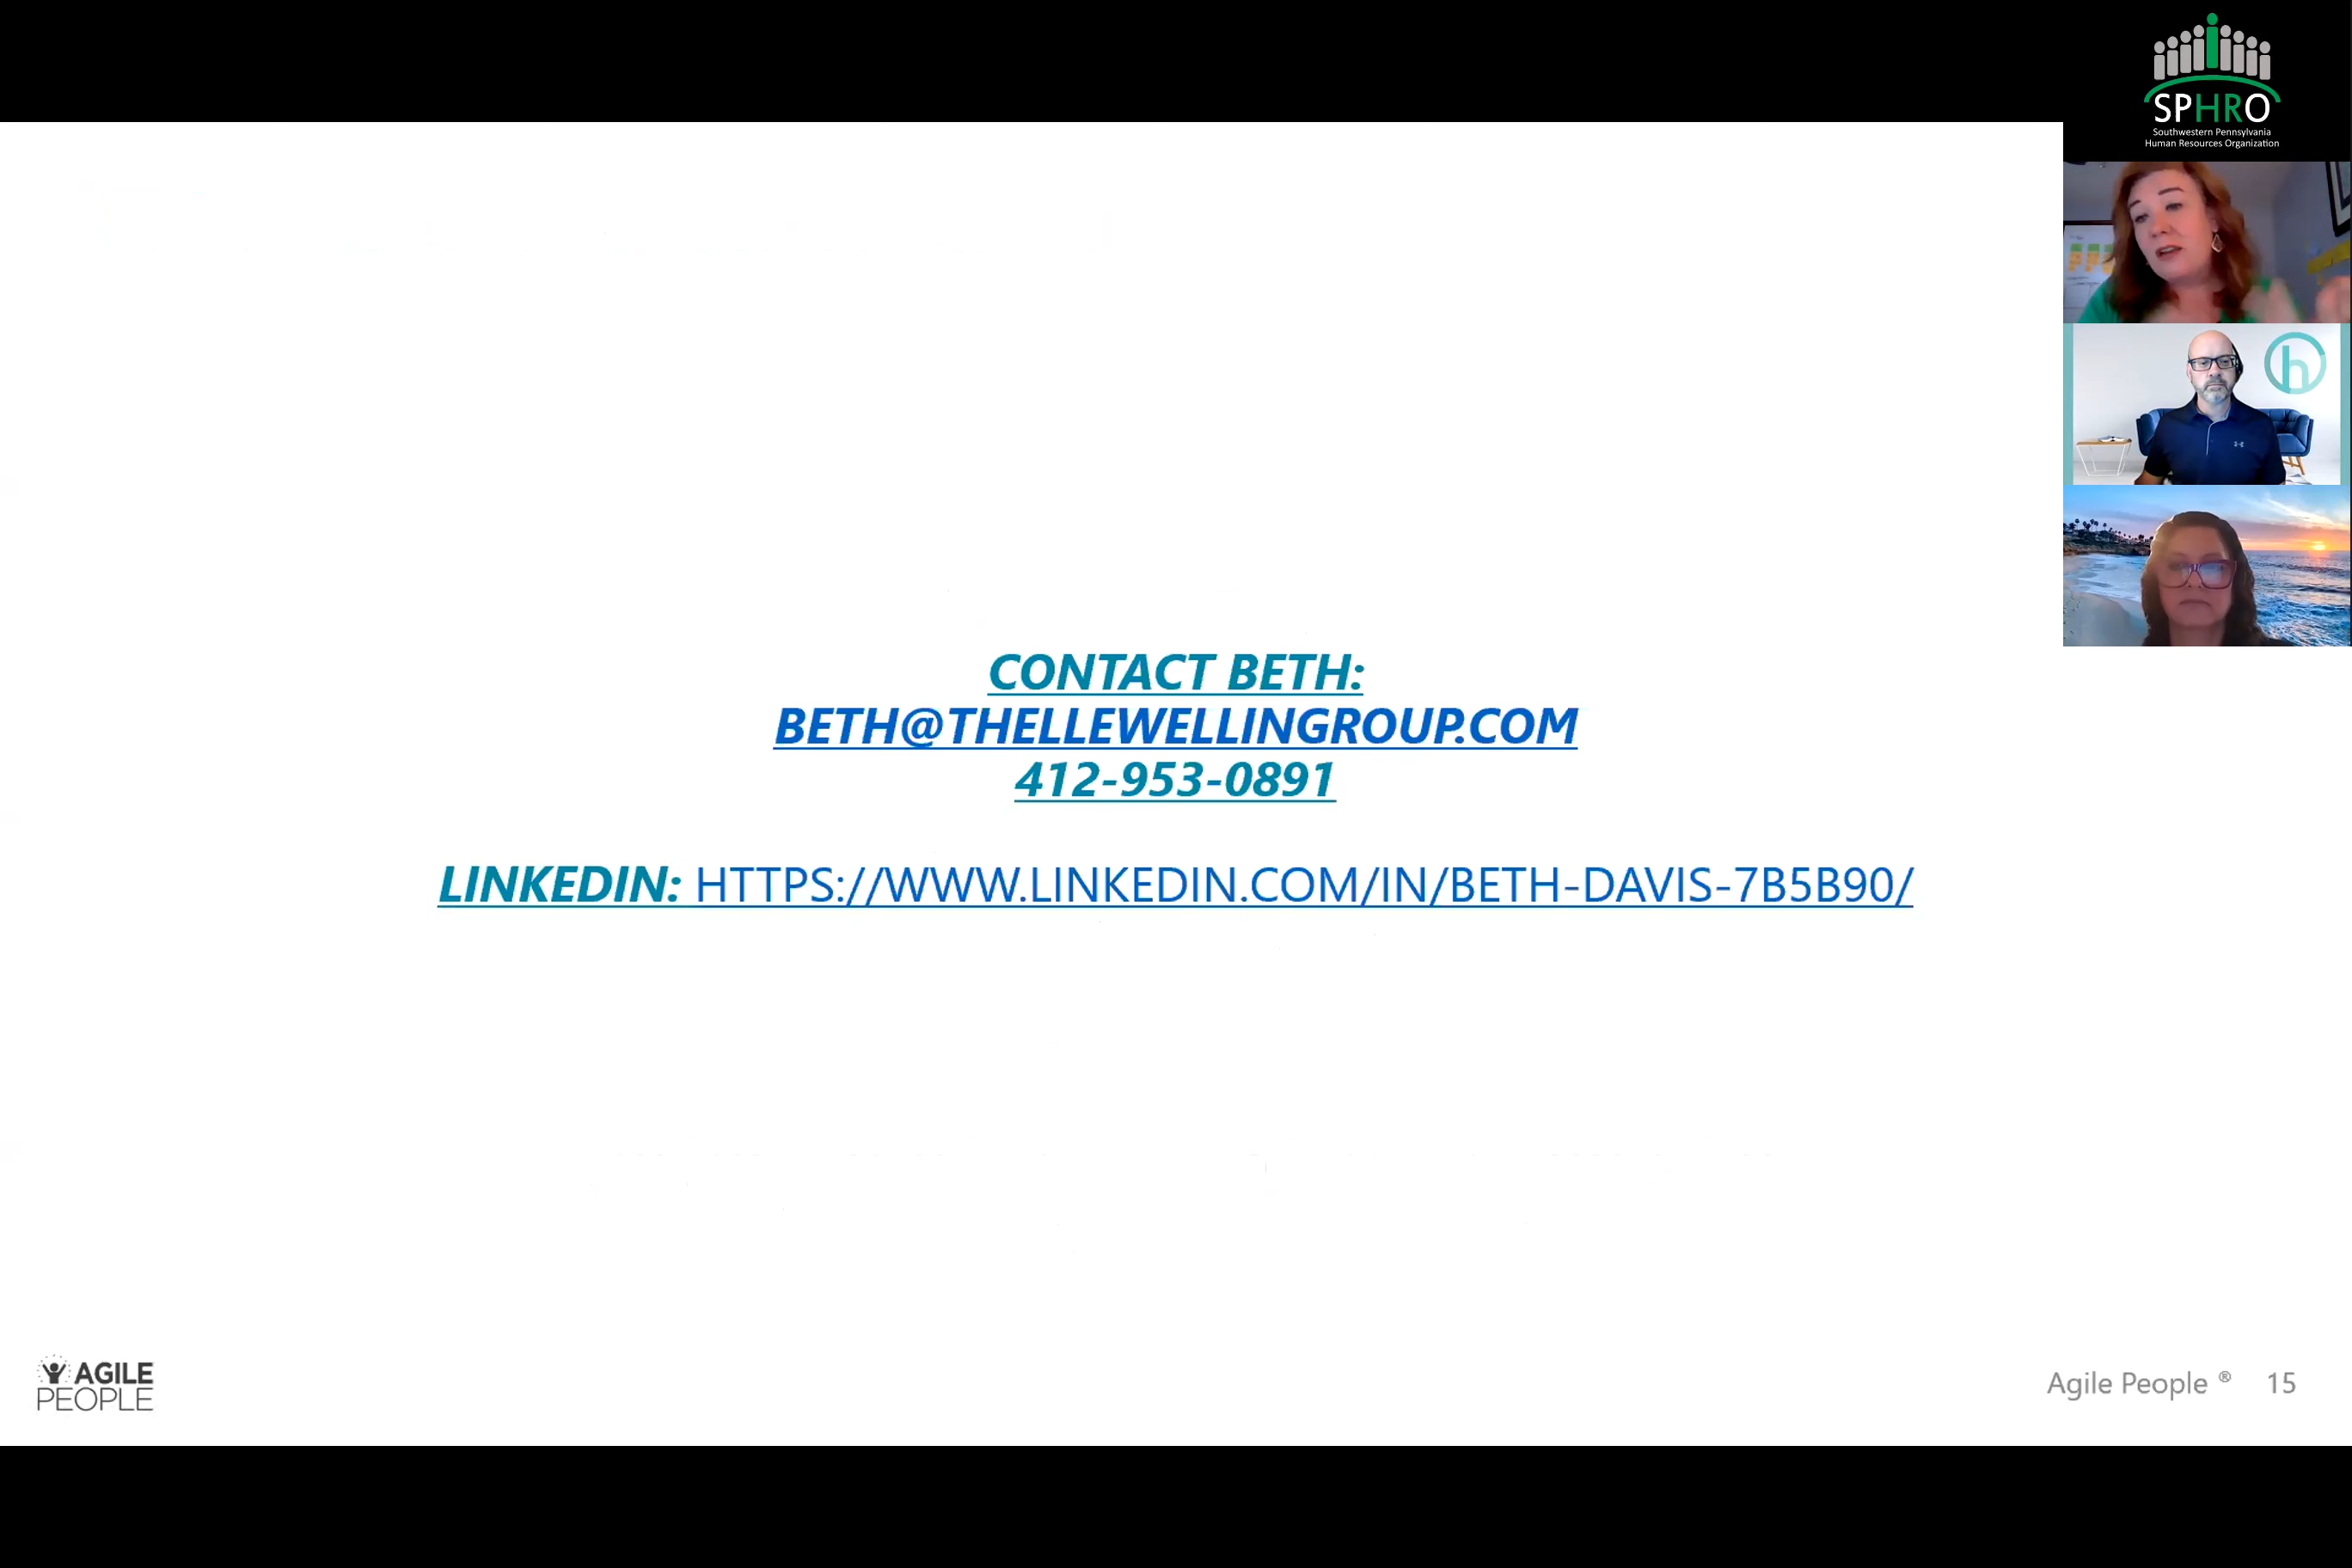 SPHRO
Southwestern Pennsylvania
Human Resources Organization
h
CONTACT BETH:
BETH@THELLEWELLINGROUP.COM
412-953-0891
LINKEDIN: HTTPS://WWW.LINKEDIN.COM/IN/BETH-DAVIS-7B5B90/
AGILE
PEOPLE
Agile People ® 15